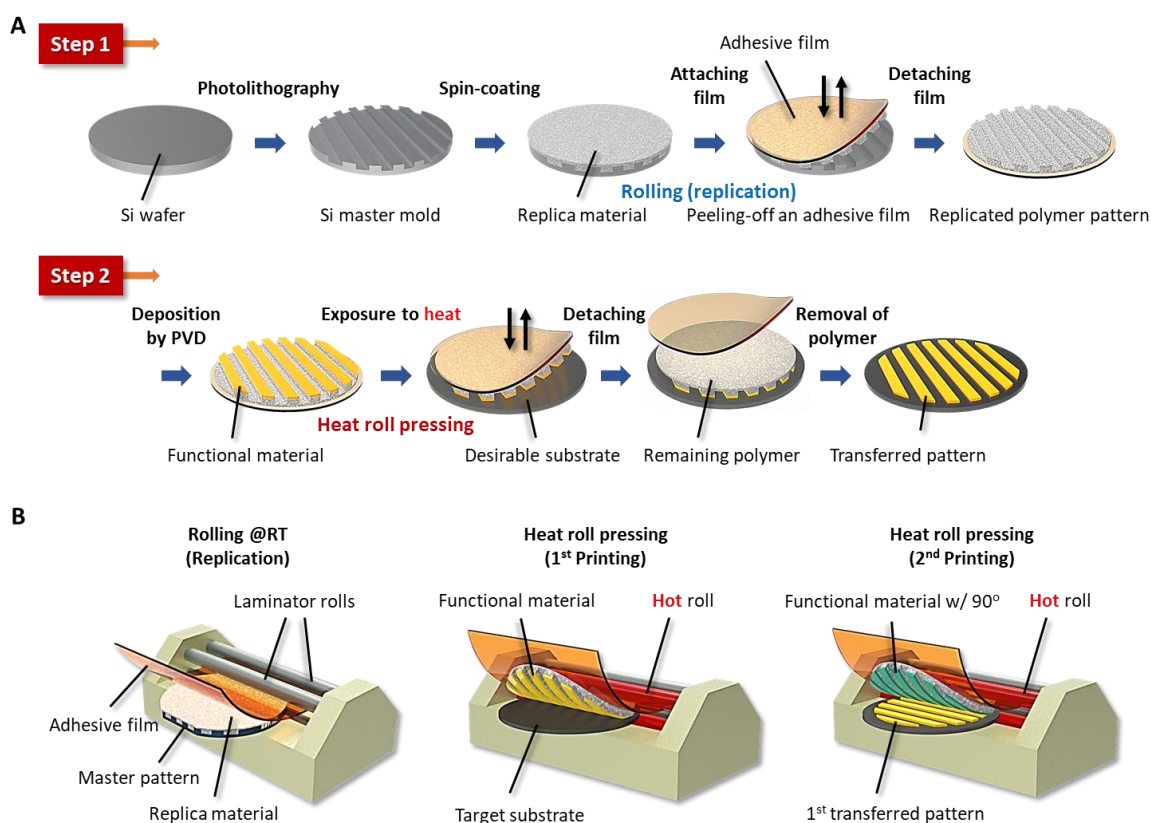 A
Step 1
Adhesive film
Photolithography
Spin-coating
Attaching
film
Detaching
film
Rolling (replication)
Si wafer
Si master mold
Replica material
Peeling-off an adhesive film
Replicated polymer pattern
Step 2
Deposition
by PVD
Exposure to heat
Detaching
film
Removal of
polymer
Heat roll pressing
Functional material
Desirable substrate
Remaining polymer
Transferred pattern
B
Rolling @RT
(Replication)
Heat roll pressing
(1st Printing)
Heat roll pressing
(2nd Printing)
Laminator rolls
Functional material
Hot roll
Functional material w/ 90°
Hot roll
Adhesive film
Master pattern
Replica material
Target substrate
1st transferred pattern